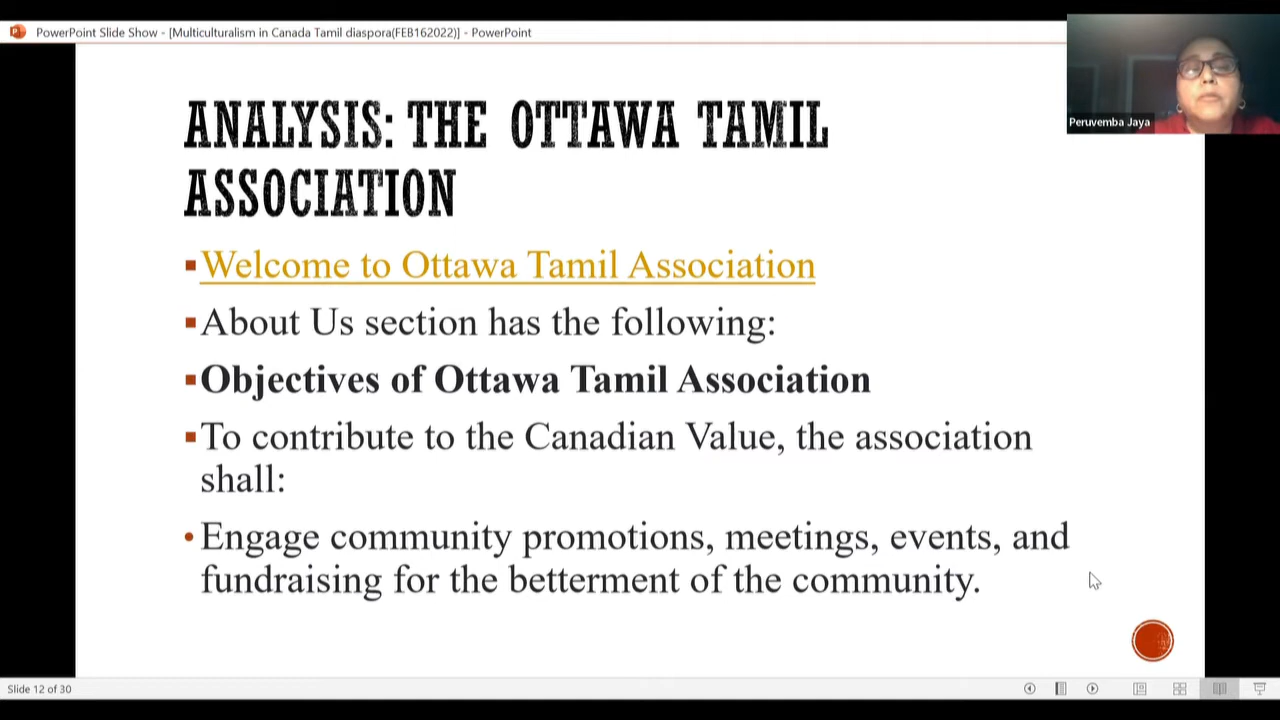 PowerPoint Slide Show - [Multiculturalism in Canada Tamil diaspora(FEB162022)] - PowerPoint
Peruvemba Jaya
ANALYSIS: THE OTTAWA TAMIL
ASSOCIATION
▪Welcome to Ottawa Tamil Association
▪About Us section has the following:
▪Objectives of Ottawa Tamil Association
▪To contribute to the Canadian Value, the association
shall:
•Engage community promotions, meetings, events, and
fundraising for the betterment of the community.
Slide 12 of 30